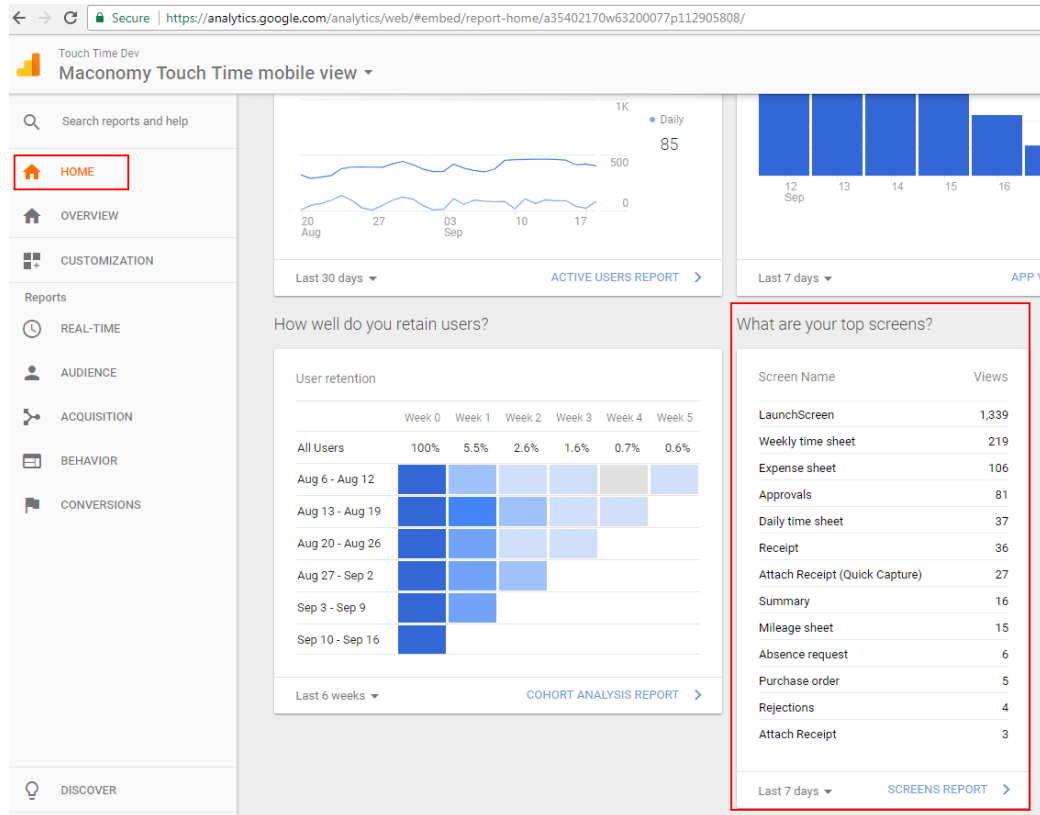 Secure | https://analytics.google.com/analytics/web/#embed/report-home/a35402170w63200077p112905808/
Touch Time Dev
Maconomy Touch Time mobile view
Search reports and help
HOME
OVERVIEW
CUSTOMIZATION
Reports
REAL-TIME
AUDIENCE
ACQUISITION
BEHAVIOR
CONVERSIONS
DISCOVER
1K
Daily
85
500
0
20 27 03 10 17
Aug Sep
Last 30 days ACTIVE USERS REPORT
12 13 14 15 16
Sep
Last 7 days APP
How well do you retain users?
User retention
Week 0 Week 1 Week 2 Week 3 Week 4 Week 5
All Users 100% 5.5% 2.6% 1.6% 0.7% 0.6%
Aug 6 - Aug 12
Aug 13 - Aug 19
Aug 20 - Aug 26
Aug 27 - Sep 2
Sep 3 - Sep 9
Sep 10 - Sep 16
Last 6 weeks COHORT ANALYSIS REPORT
What are your top screens?
Screen Name Views
LaunchScreen 1,339
Weekly time sheet 219
Expense sheet 106
Approvals 81
Daily time sheet 37
Receipt 36
Attach Receipt (Quick Capture) 27
Summary 16
Mileage sheet 15
Absence request 6
Purchase order 5
Rejections 4
Attach Receipt 3
Last 7 days SCREENS REPORT